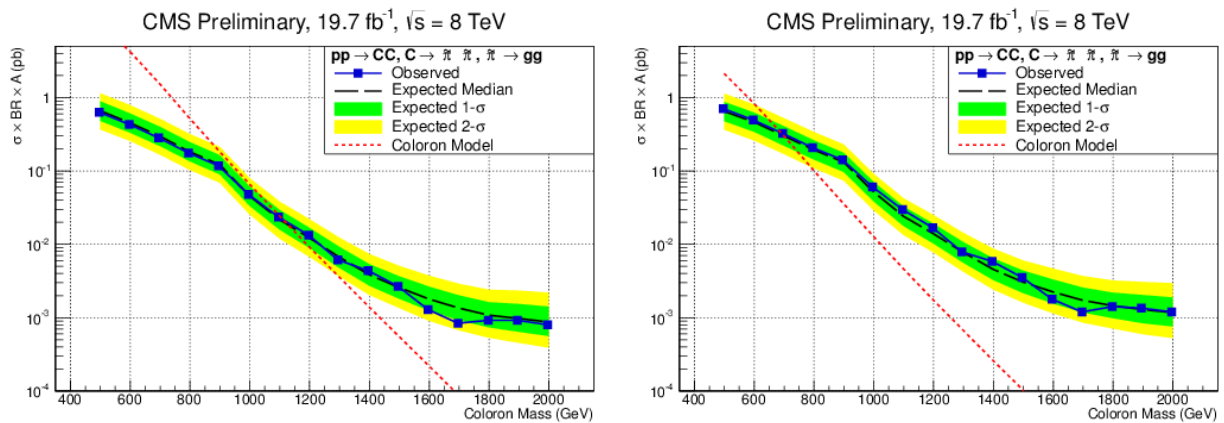 CMS Preliminary, 19.7 fb⁻¹, √s = 8 TeV
σ × BR × A (pb)
pp → CC, C → π̃ π̃, π̃ → gg
Observed
Expected Median
Expected 1-σ
Expected 2-σ
Coloron Model
1
10⁻¹
10⁻²
10⁻³
10⁻⁴
400 600 800 1000 1200 1400 1600 1800 2000
Coloron Mass (GeV)
CMS Preliminary, 19.7 fb⁻¹, √s = 8 TeV
σ × BR × A (pb)
pp → CC, C → π̃ π̃, π̃ → gg
Observed
Expected Median
Expected 1-σ
Expected 2-σ
Coloron Model
1
10⁻¹
10⁻²
10⁻³
10⁻⁴
400 600 800 1000 1200 1400 1600 1800 2000
Coloron Mass (GeV)